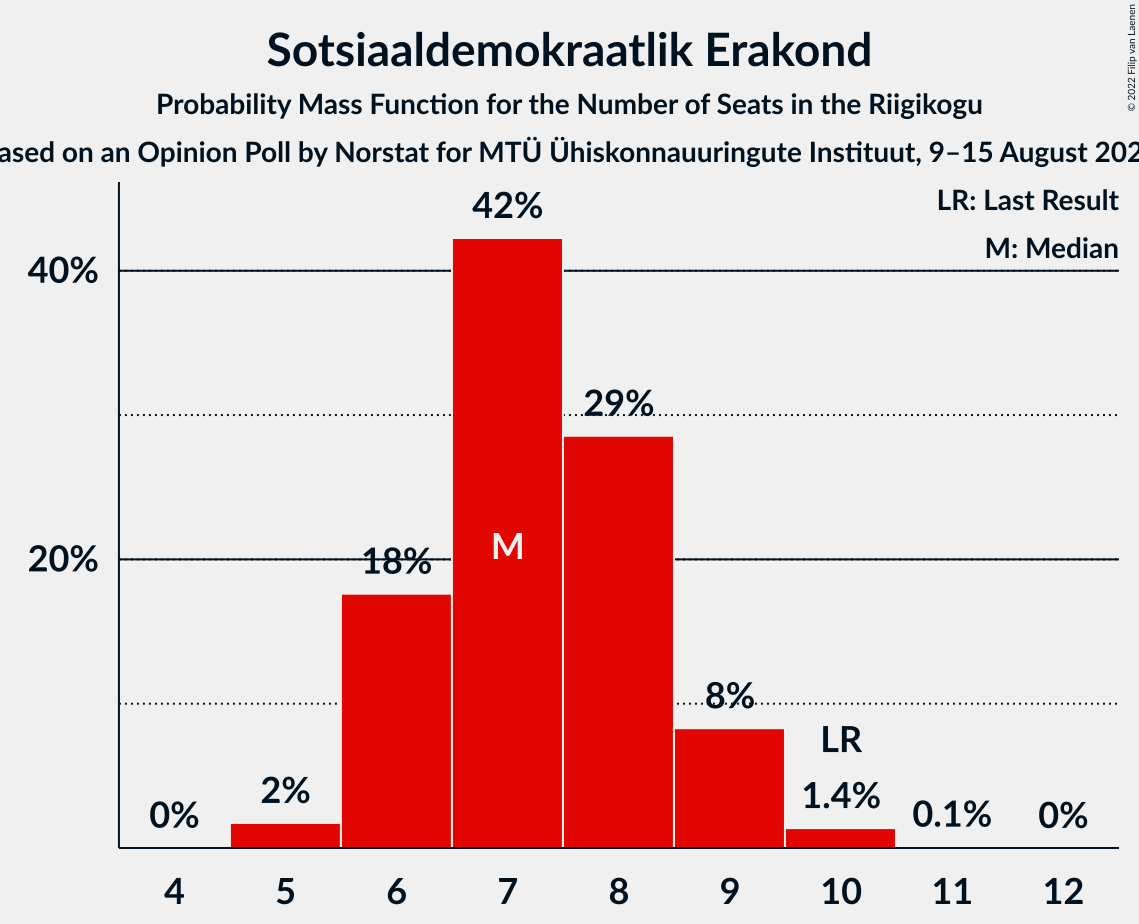 Sotsiaaldemokraatlik Erakond
Probability Mass Function for the Number of Seats in the Riigikogu
ased on an Opinion Poll by Norstat for MTÜ Ühiskonnauuringute Instituut, 9–15 August 202
© 2022 Filip van Laenen
LR: Last Result
M: Median
42%
40%
29%
20%
18%
M
8%
LR
0%
2%
1.4%
0.1%
0%
4 5 6 7 8 9 10 11 12